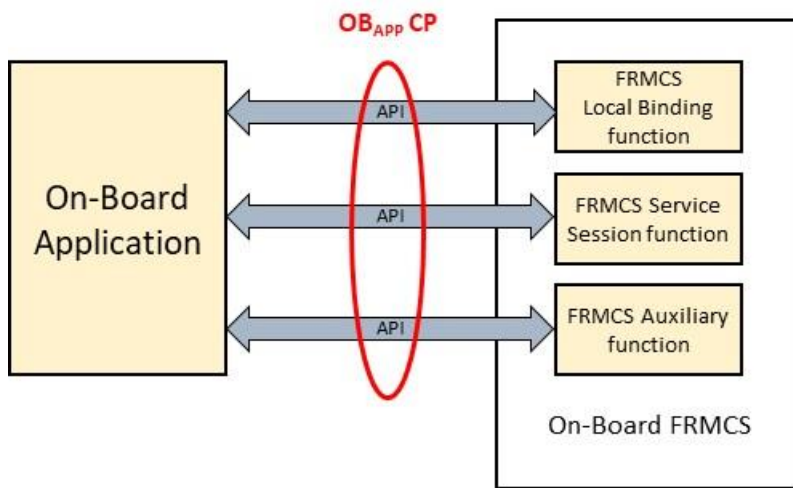 OBAPP CP
On-Board
Application
API
API
API
FRMCS
Local Binding
function
FRMCS Service
Session function
FRMCS Auxiliary
function
On-Board FRMCS